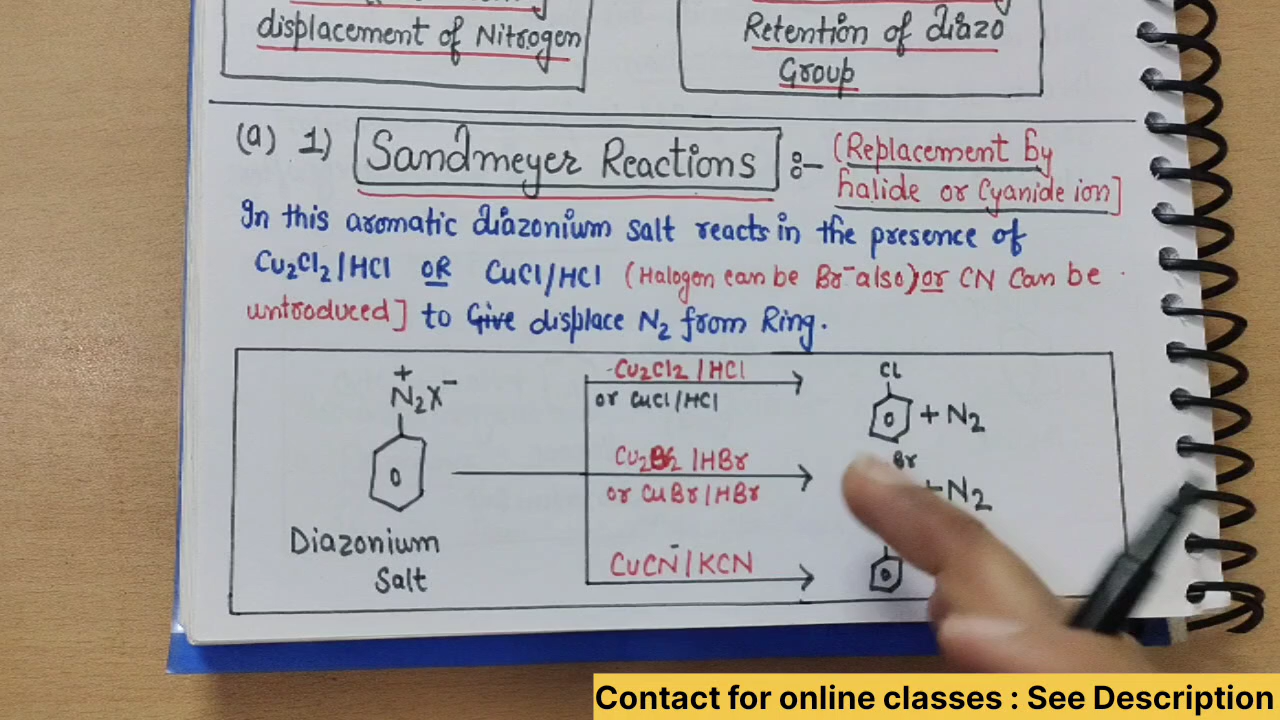 displacement of Nitrogen
Retention of diazo
Group
(a) 1) Sandmeyer Reactions :- (Replacement by
halide or Cyanide ion]
In this aromatic diazonium salt reacts in the presence of
Cu2Cl2/HCl OR CuCl/HCl (Halogen can be Br⁻ also) or CN Can be
untroduced] to Give displace N2 from Ring.
+
N2X⁻
Diazonium
Salt
Cu2Cl2/HCl
or CuCl/HCl
Cu2Br2/HBr
or CuBr/HBr
CuCN⁻/KCN
Cl
+ N2
Br
+ N2
Contact for online classes : See Description